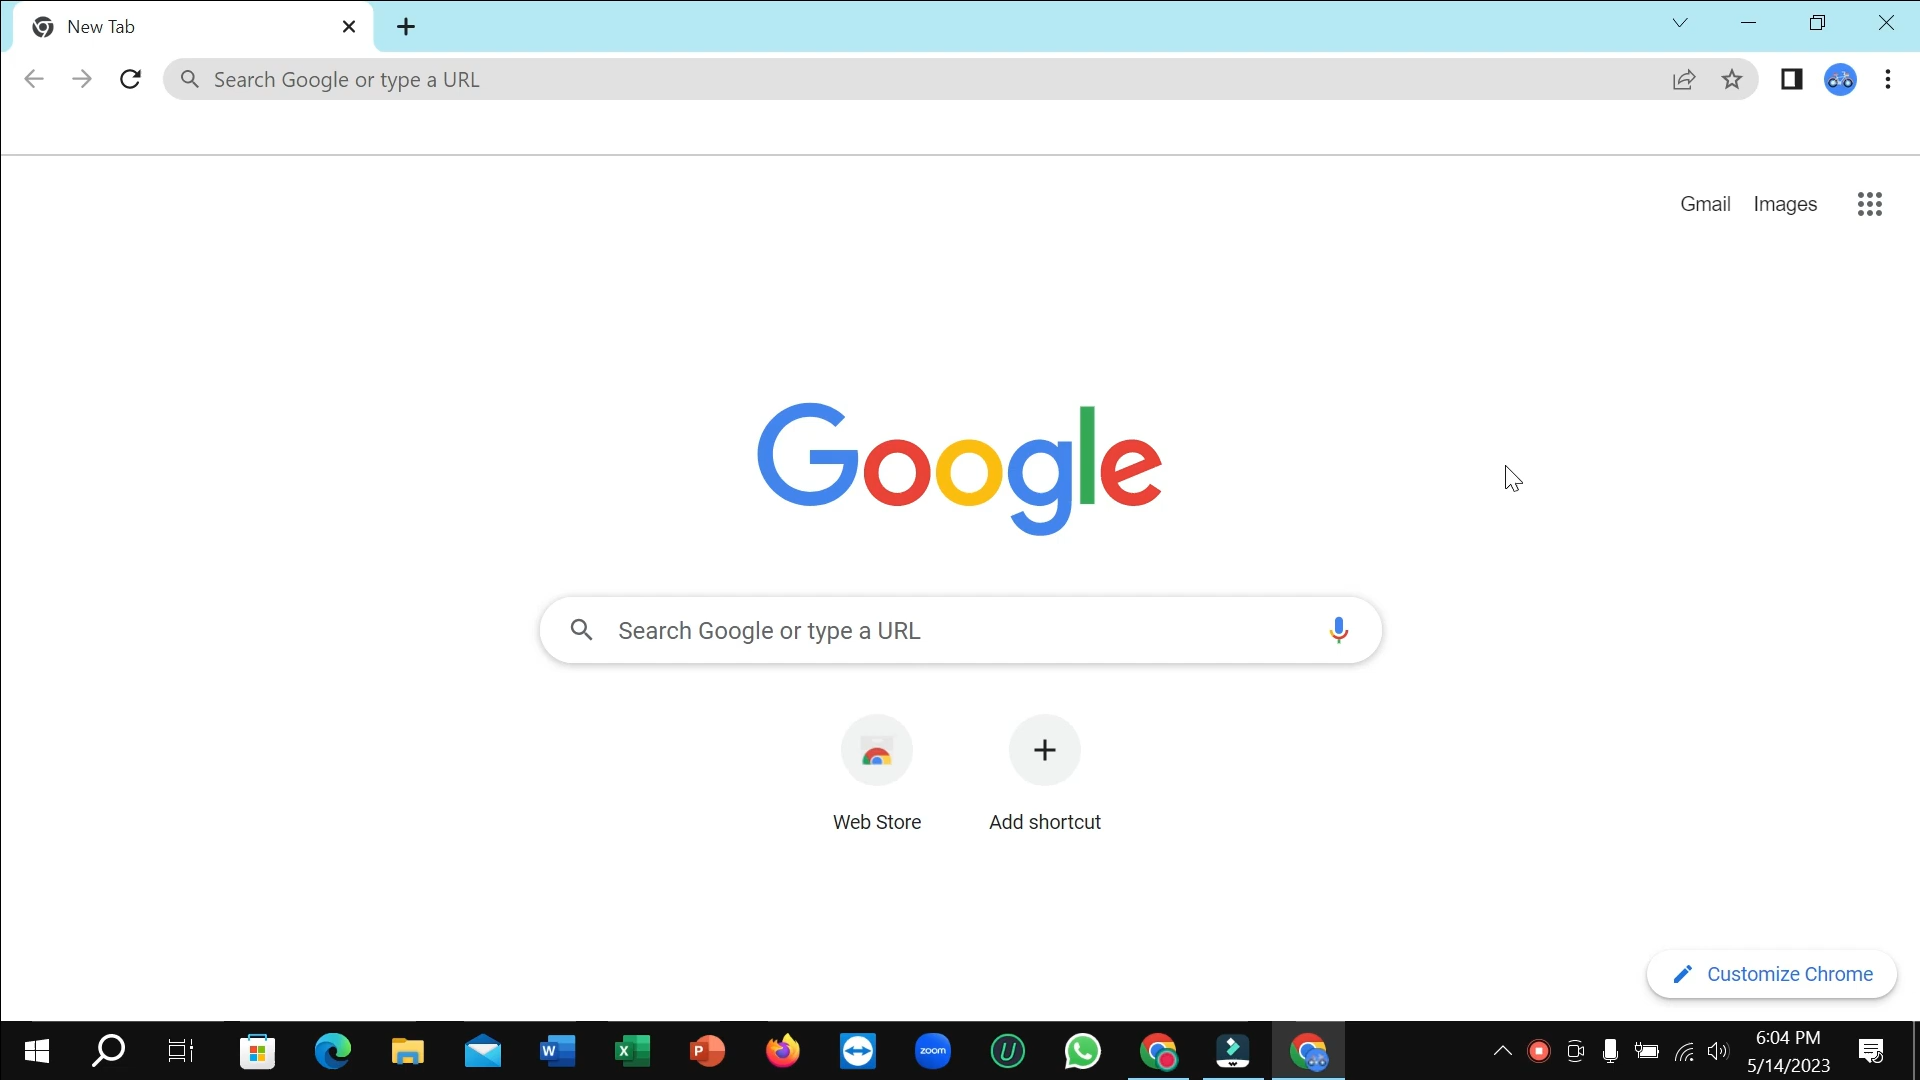 New Tab
Search Google or type a URL
Gmail Images
Google
Search Google or type a URL
Web Store Add shortcut
Customize Chrome
W X P zoom U
6:04 PM
5/14/2023